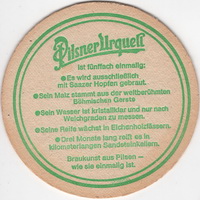 Pilsner Urquell
ist fünffach einmalig:
• Es wird ausschließlich
mit Saazer Hopfen gebraut.
• Sein Malz stammt aus der weltberühmten
Böhmischen Gerste
• Sein Wasser ist kristallklar und nur nach
Weichgraden zu messen.
• Seine Reife wächst in Eichenholzfässern.
• Drei Monate lang reift es in
kilometerlangen Sandsteinkellern.
Braukunst aus Pilsen —
wie sie einmalig ist.